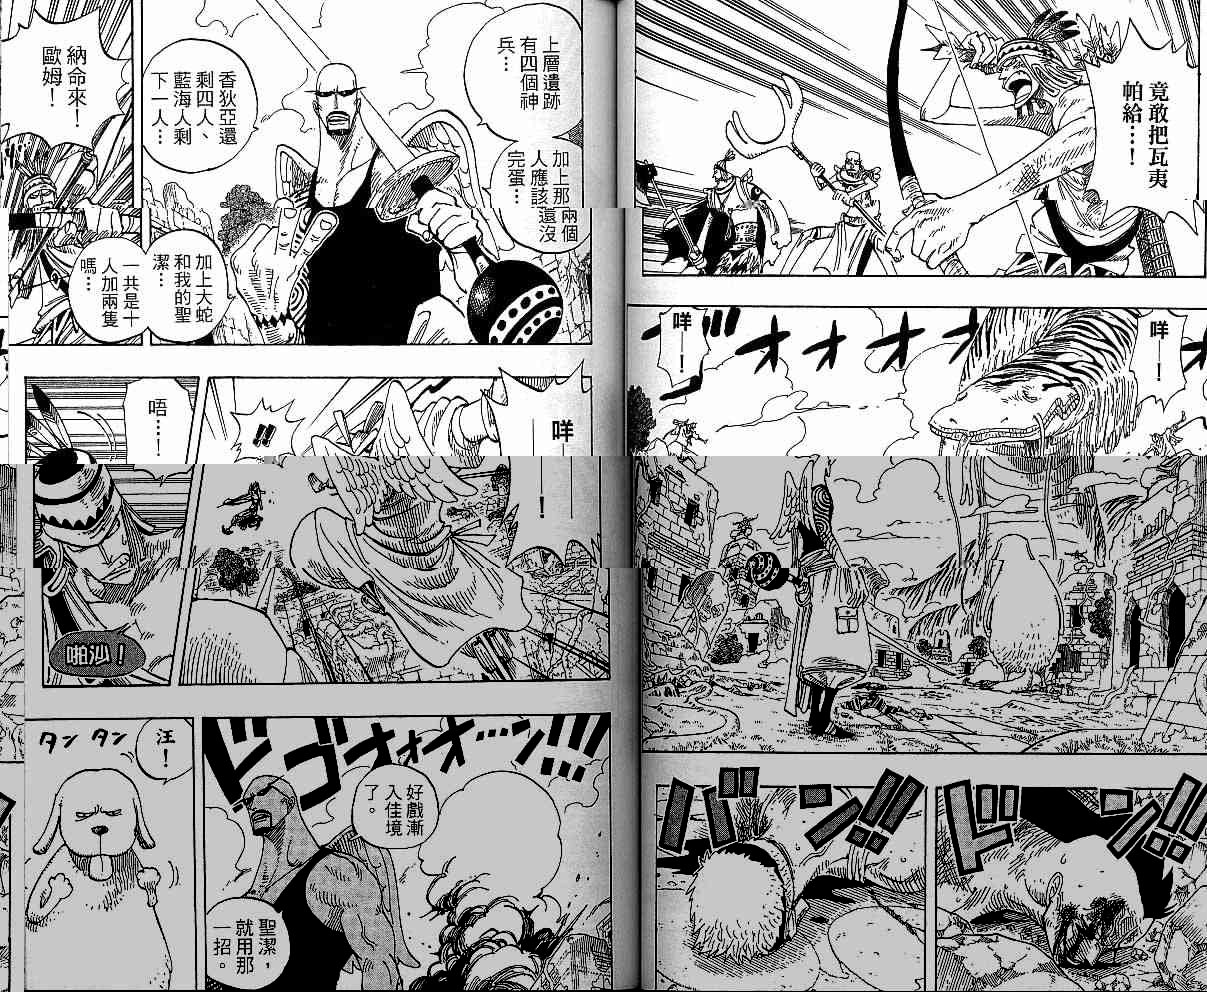 竟敢把瓦夷
帕給…！
咩
——！
オオオオ
咩
——！
ドン!!
バン!!
上層遺跡
有四個神
兵…
加上那兩個
人應該還沒
完蛋…
香狄亞還
剩四人、
藍海人剩
下一人…
加上大蛇
和我的聖
潔…
一共是十
人加兩隻
嗎…
納命來！
歐姆！
咩
——！
!!
唔…！
啪沙！
ドゴオオオ…ン!!!
好戲漸
入佳境
了。
聖潔，
就用那
一招。
汪！
タン タン